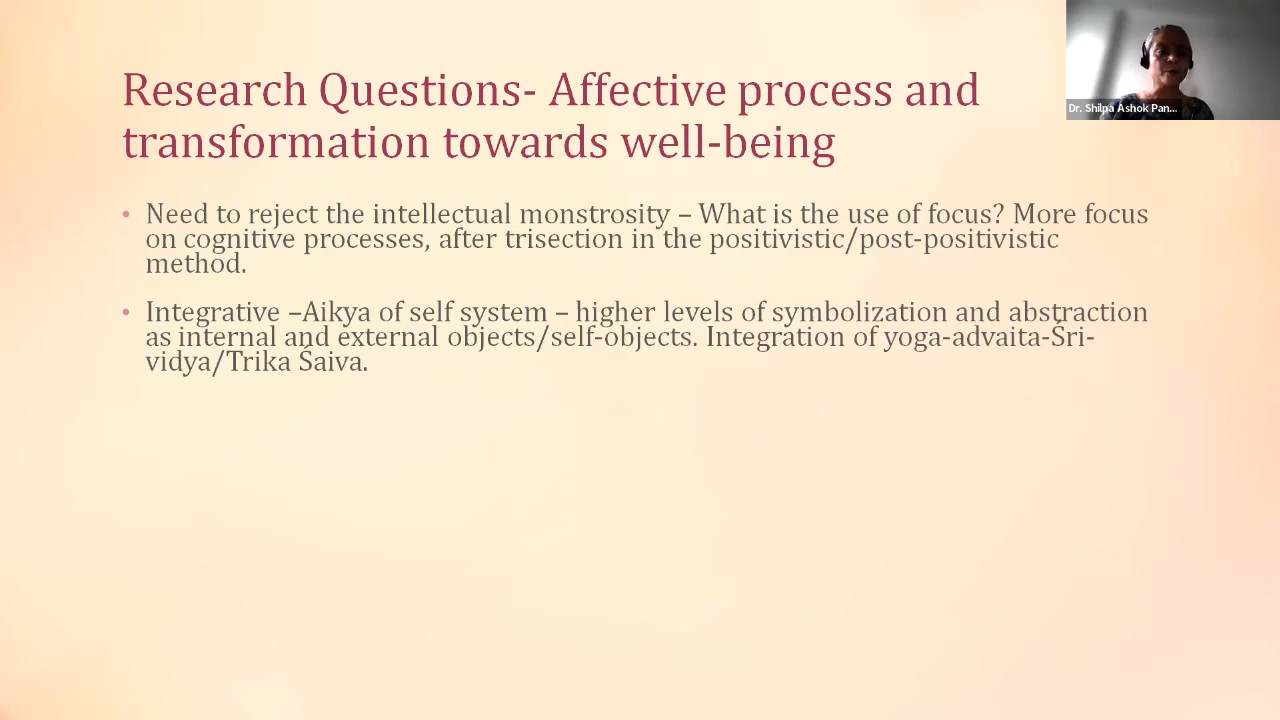 Research Questions- Affective process and
transformation towards well-being
• Need to reject the intellectual monstrosity – What is the use of focus? More focus
on cognitive processes, after trisection in the positivistic/post-positivistic
method.
• Integrative –Aikya of self system – higher levels of symbolization and abstraction
as internal and external objects/self-objects. Integration of yoga-advaita-Śri-
vidya/Trika Śaiva.
Dr. Shilpa Ashok Pan...